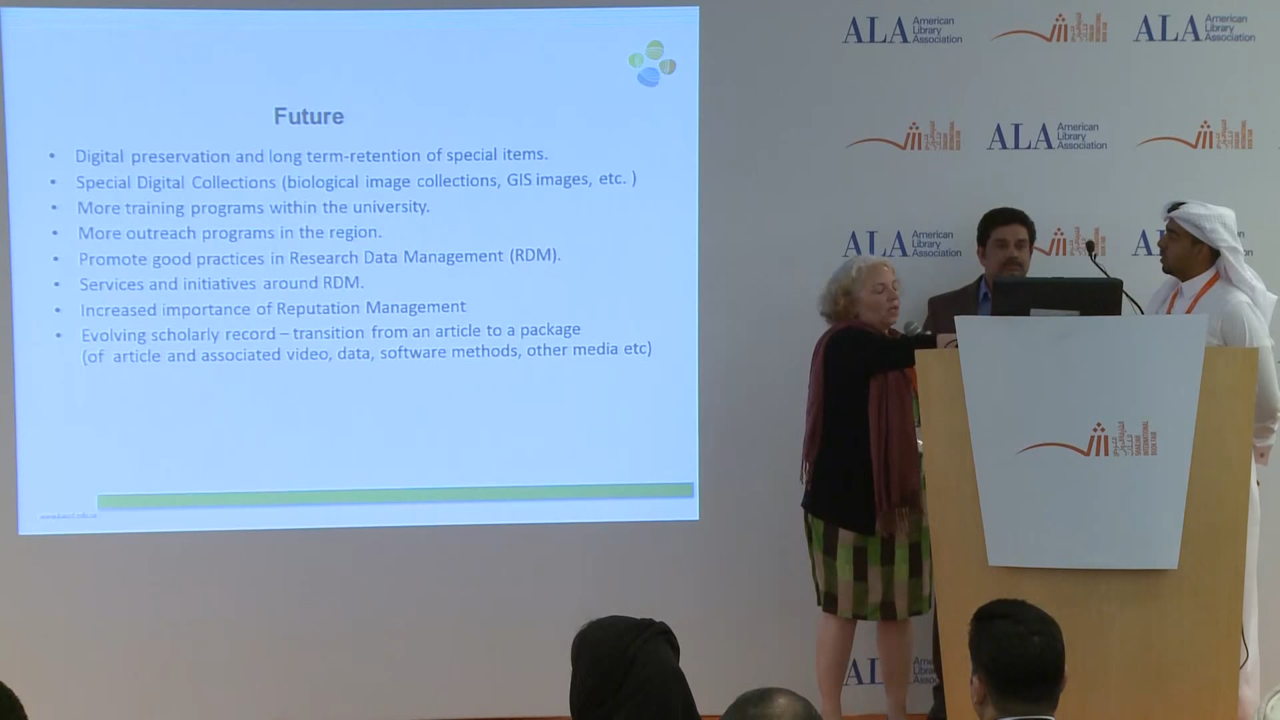 Future
• Digital preservation and long term-retention of special items.
• Special Digital Collections (biological image collections, GIS images, etc. )
• More training programs within the university.
• More outreach programs in the region.
• Promote good practices in Research Data Management (RDM).
• Services and initiatives around RDM.
• Increased importance of Reputation Management
• Evolving scholarly record – transition from an article to a package
(of article and associated video, data, software methods, other media etc)
ALA American Library Association
ALA American Library Association
ALA American Library Association
ALA American Library Association
SHARJAH
INTERNATIONAL
BOOK FAIR